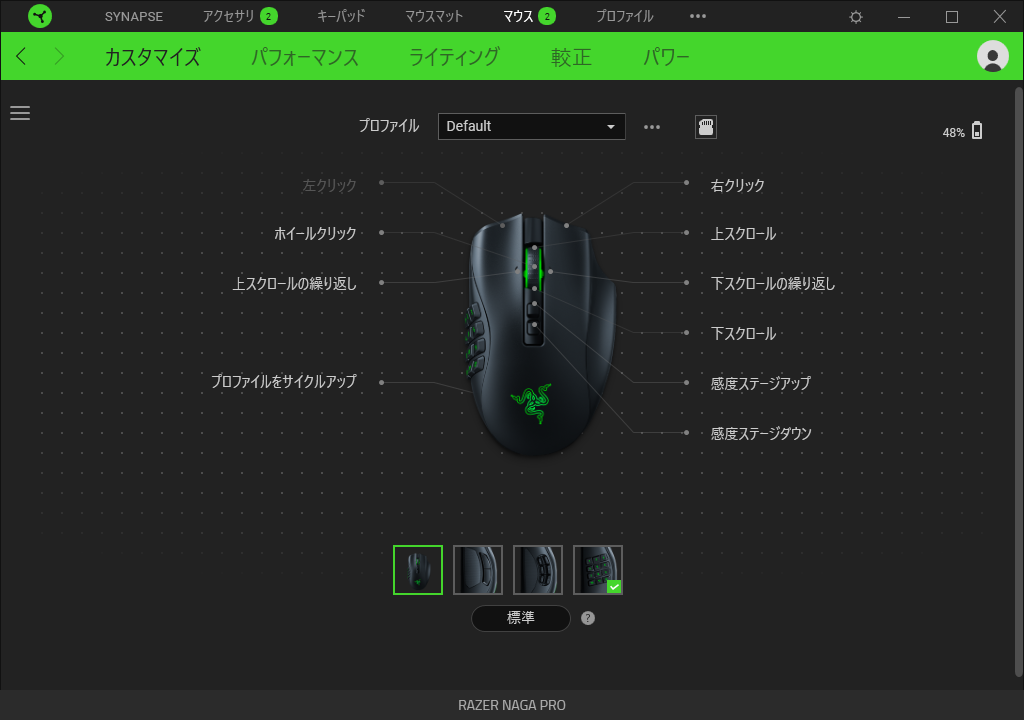 SYNAPSE アクセサリ 2 キーパッド マウスマット マウス 2 プロファイル
カスタマイズ パフォーマンス ライティング 較正 パワー
プロファイル Default
48%
左クリック 右クリック
ホイールクリック 上スクロール
上スクロールの繰り返し 下スクロールの繰り返し
下スクロール
プロファイルをサイクルアップ 感度ステージアップ
感度ステージダウン
標準 ?
RAZER NAGA PRO